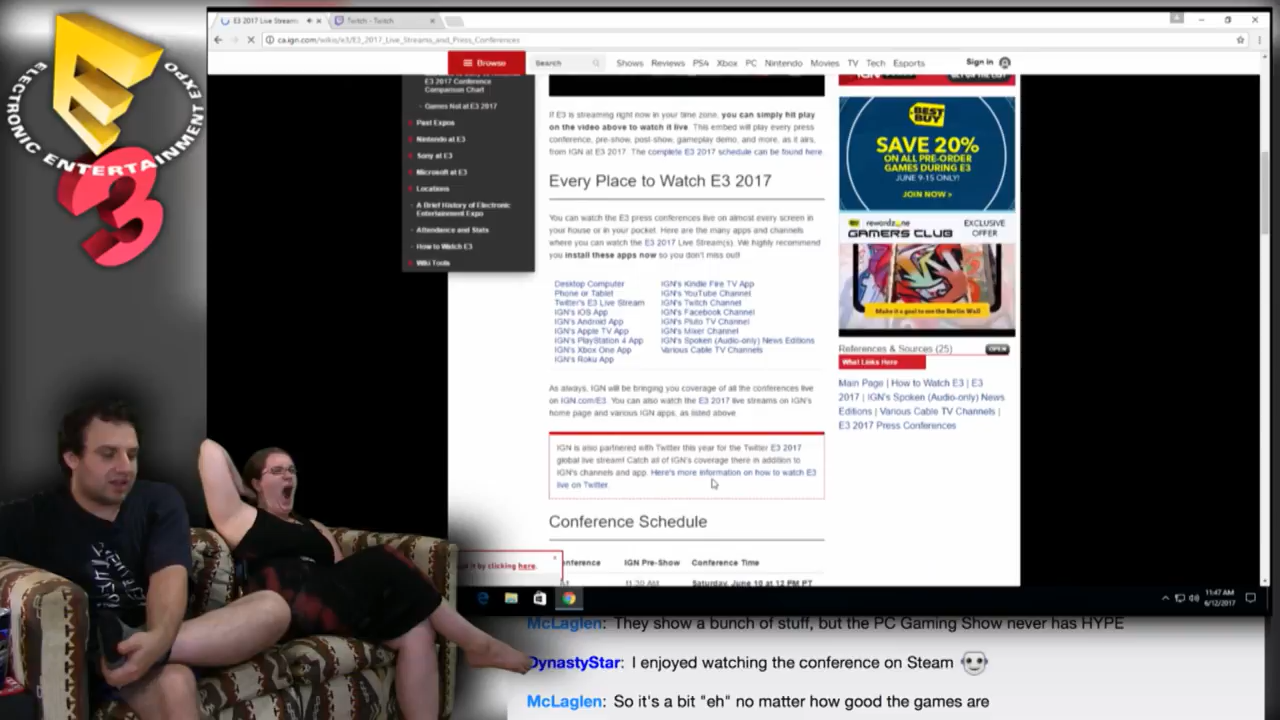 ELECTRONIC ENTERTAINMENT EXPO
E3
E3 2017 Live Streams
Twitch - Twitch
ca.ign.com/wikis/e3/E3_2017_Live_Streams_and_Press_Conferences
Browse
Search
Shows Reviews PS4 Xbox PC Nintendo Movies TV Tech Esports
Sign in
E3 2017 Conference
Comparison Chart
Games Not at E3 2017
Past Expos
Nintendo at E3
Sony at E3
Microsoft at E3
Locations
A Brief History of Electronic
Entertainment Expo
Attendance and Stats
How to Watch E3
Wiki Tools
If E3 is streaming right now in your time zone, you can simply hit play
on the video above to watch it live. This embed will play every press
conference, pre-show, post-show, gameplay demo, and more, as it airs,
from IGN at E3 2017. The complete E3 2017 schedule can be found here.
Every Place to Watch E3 2017
You can watch the E3 press conferences live on almost every screen in
your house or in your pocket. Here are the many apps and channels
where you can watch the E3 2017 Live Stream(s). We highly recommend
you install these apps now so you don't miss out!
Desktop Computer
Phone or Tablet
Twitter's E3 Live Stream
IGN's iOS App
IGN's Android App
IGN's Apple TV App
IGN's PlayStation 4 App
IGN's Xbox One App
IGN's Roku App
IGN's Kindle Fire TV App
IGN's YouTube Channel
IGN's Twitch Channel
IGN's Facebook Channel
IGN's Pluto TV Channel
IGN's Mixer Channel
IGN's Spoken (Audio-only) News Editions
Various Cable TV Channels
As always, IGN will be bringing you coverage of all the conferences live
on IGN.com/E3. You can also watch the E3 2017 live streams on IGN's
home page and various IGN apps, as listed above.
IGN is also partnered with Twitter this year for the Twitter E3 2017
global live stream! Catch all of IGN's coverage there in addition to
IGN's channels and app. Here's more information on how to watch E3
live on Twitter.
Conference Schedule
onference IGN Pre-Show Conference Time
11:30 AM Saturday, June 10 at 12 PM PT
it by clicking here.
BEST BUY
SAVE 20%
ON ALL PRE-ORDER
GAMES DURING E3
JUNE 9-15 ONLY!
JOIN NOW >
GAMERS CLUB
EXCLUSIVE
OFFER
Make it a goal to see the Berlin Wall
References & Sources (25)
OPEN
What Links Here
Main Page | How to Watch E3 | E3
2017 | IGN's Spoken (Audio-only) News
Editions | Various Cable TV Channels |
E3 2017 Press Conferences
11:47 AM
6/12/2017
McLaglen: They show a bunch of stuff, but the PC Gaming Show never has HYPE
DynastyStar: I enjoyed watching the conference on Steam
McLaglen: So it's a bit "eh" no matter how good the games are